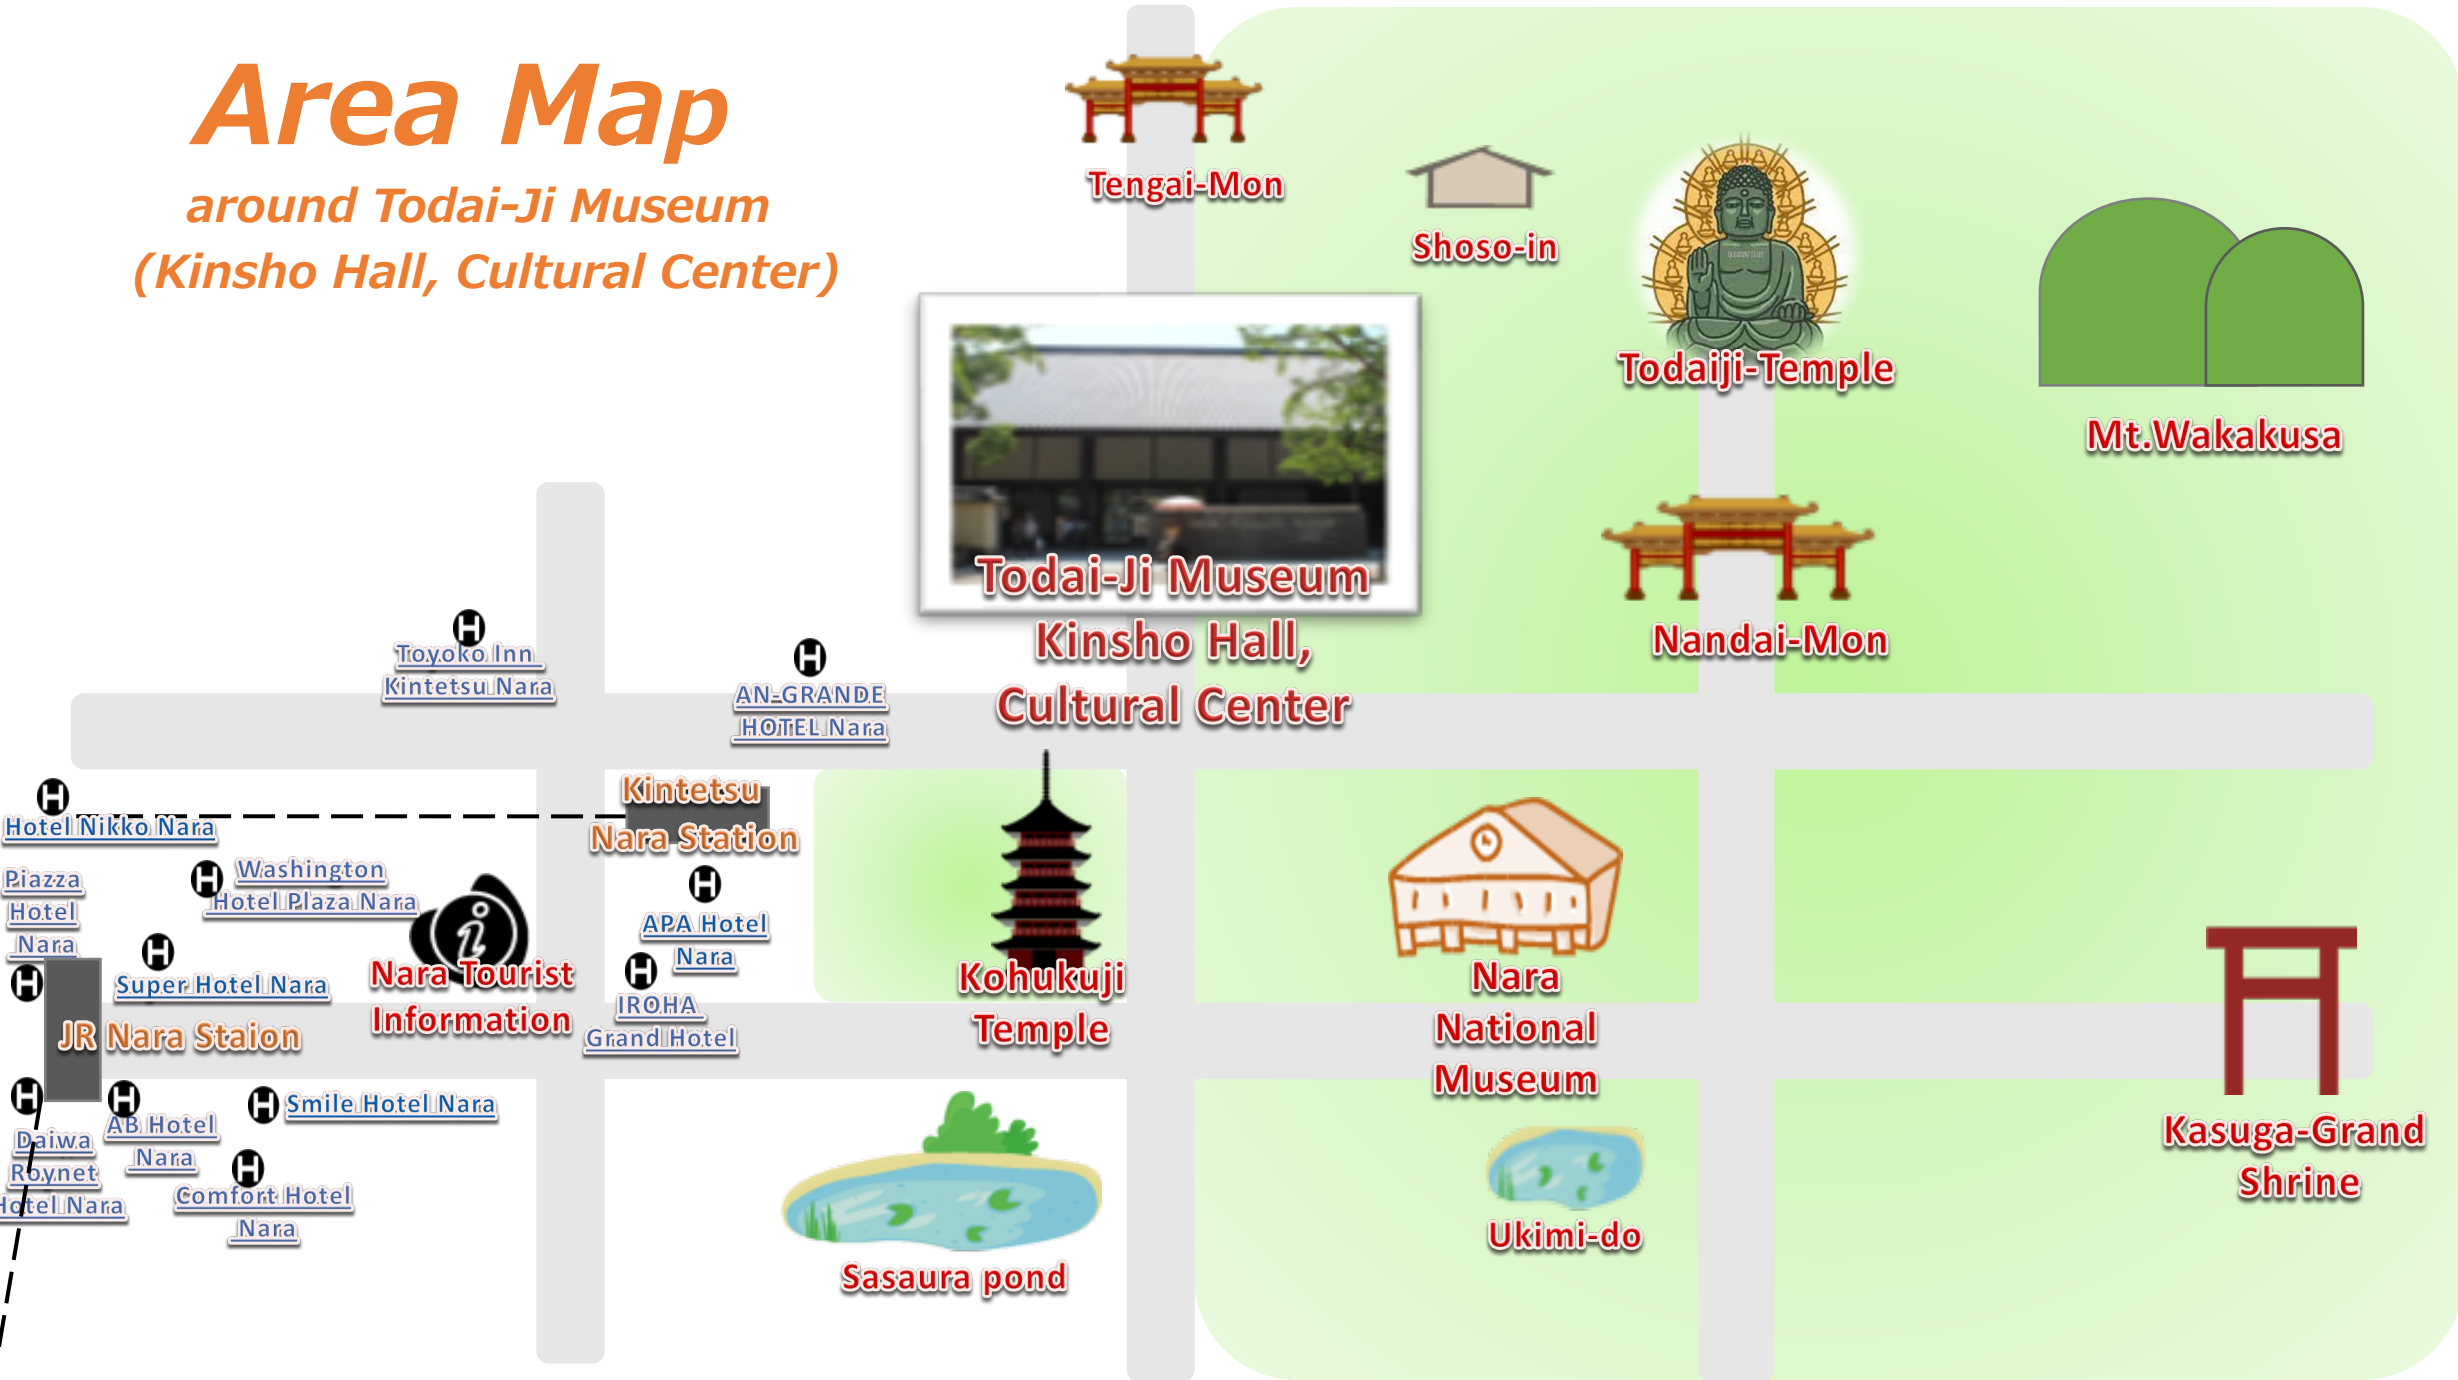 Area Map
around Todai-Ji Museum
(Kinsho Hall, Cultural Center)
Tengai-Mon
Shoso-in
Todaiji-Temple
Mt.Wakakusa
Nandai-Mon
Todai-Ji Museum
Kinsho Hall,
Cultural Center
Toyoko Inn
Kintetsu Nara
AN-GRANDE
HOTEL Nara
Kintetsu
Nara Station
Hotel Nikko Nara
Washington
Hotel Plaza Nara
Piazza
Hotel
Nara
Super Hotel Nara
Nara Tourist
Information
APA Hotel
Nara
IROHA
Grand Hotel
JR Nara Staion
Kohukuji
Temple
Nara
National
Museum
Kasuga-Grand
Shrine
Smile Hotel Nara
AB Hotel
Nara
Daiwa
Roynet
Hotel Nara
Comfort Hotel
Nara
Sasaura pond
Ukimi-do